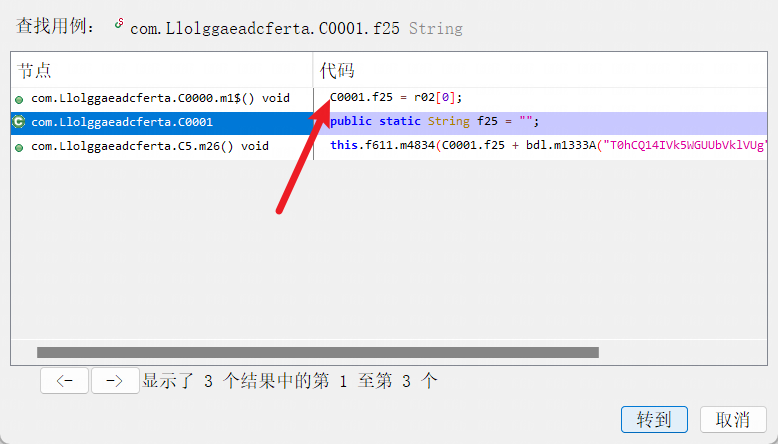 查找用例： com.Llolggaeadcferta.C0001.f25 String
节点 代码
com.Llolggaeadcferta.C0000.m1$() void C0001.f25 = r02[0];
com.Llolggaeadcferta.C0001 public static String f25 = "";
com.Llolggaeadcferta.C5.m26() void this.f611.m4834(C0001.f25 + bdl.m1333A("T0hCQ14IVk5WGUUbVklVUg"
<- -> 显示了 3 个结果中的第 1 至第 3 个
转到 取消